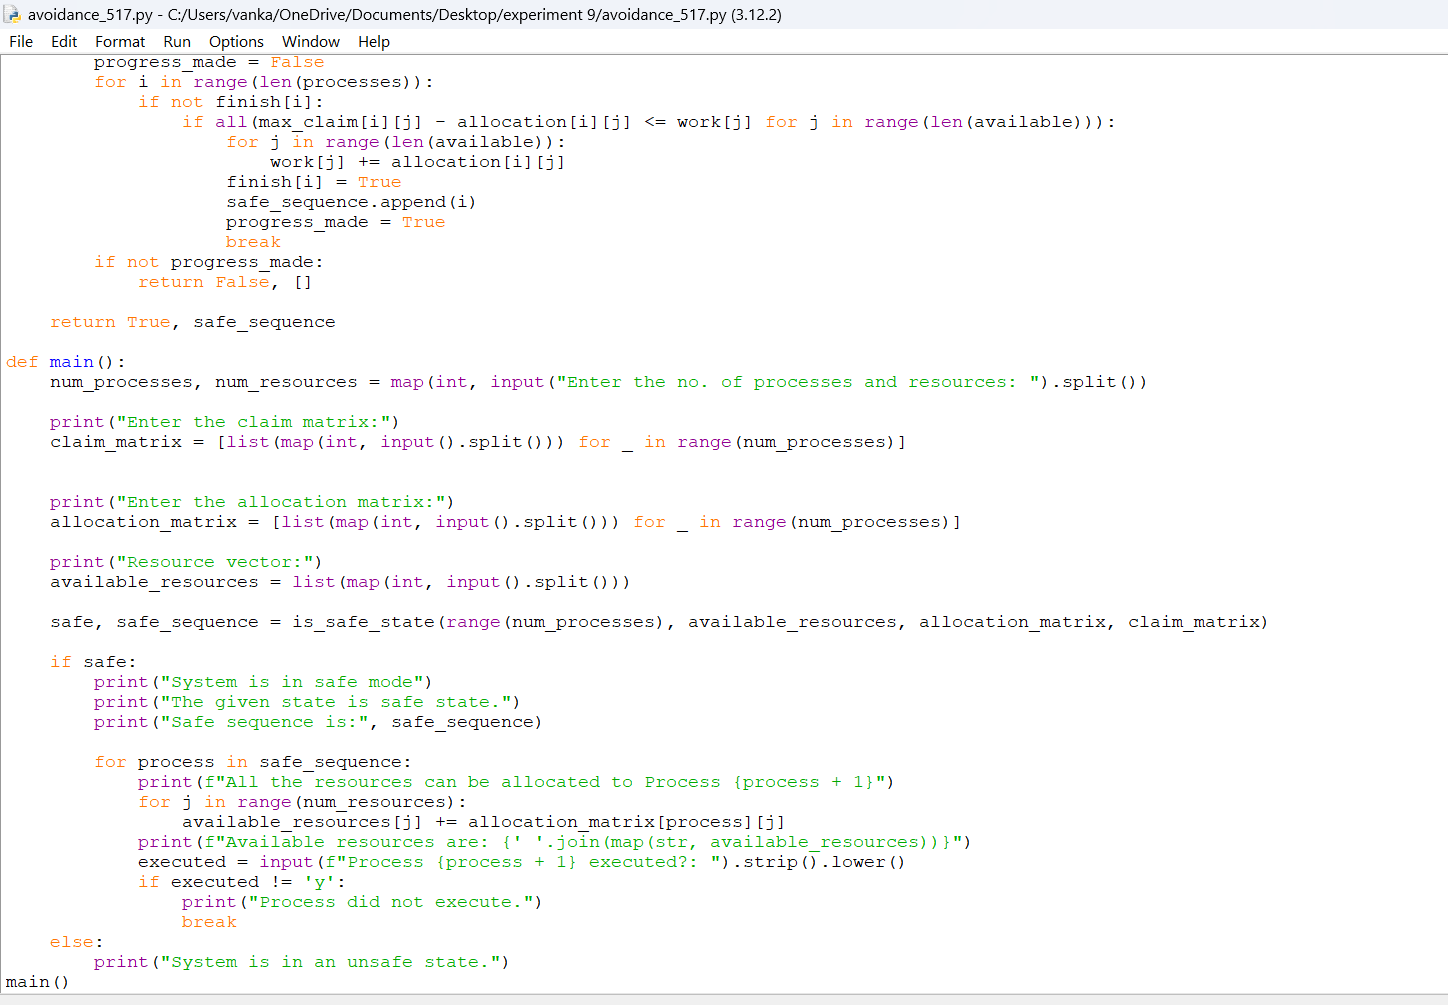 avoidance_517.py - C:/Users/vanka/OneDrive/Documents/Desktop/experiment 9/avoidance_517.py (3.12.2)
File Edit Format Run Options Window Help
        progress_made = False
        for i in range(len(processes)):
            if not finish[i]:
                if all(max_claim[i][j] - allocation[i][j] <= work[j] for j in range(len(available))):
                    for j in range(len(available)):
                        work[j] += allocation[i][j]
                    finish[i] = True
                    safe_sequence.append(i)
                    progress_made = True
                    break
        if not progress_made:
            return False, []

    return True, safe_sequence

def main():
    num_processes, num_resources = map(int, input("Enter the no. of processes and resources: ").split())

    print("Enter the claim matrix:")
    claim_matrix = [list(map(int, input().split())) for _ in range(num_processes)]


    print("Enter the allocation matrix:")
    allocation_matrix = [list(map(int, input().split())) for _ in range(num_processes)]

    print("Resource vector:")
    available_resources = list(map(int, input().split()))

    safe, safe_sequence = is_safe_state(range(num_processes), available_resources, allocation_matrix, claim_matrix)

    if safe:
        print("System is in safe mode")
        print("The given state is safe state.")
        print("Safe sequence is:", safe_sequence)

        for process in safe_sequence:
            print(f"All the resources can be allocated to Process {process + 1}")
            for j in range(num_resources):
                available_resources[j] += allocation_matrix[process][j]
            print(f"Available resources are: {' '.join(map(str, available_resources))}")
            executed = input(f"Process {process + 1} executed?: ").strip().lower()
            if executed != 'y':
                print("Process did not execute.")
                break
    else:
        print("System is in an unsafe state.")
main()